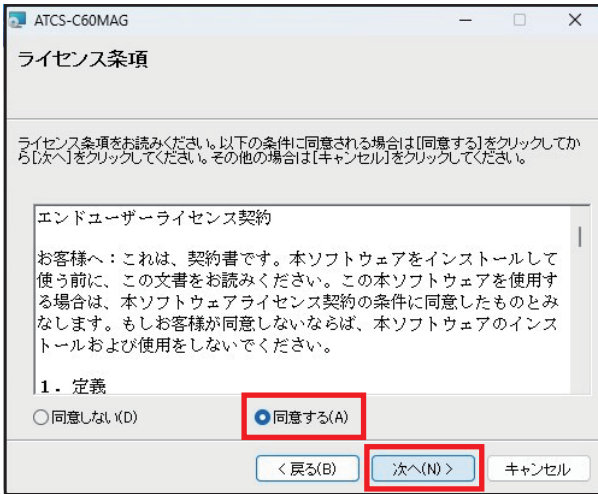 ATCS-C60MAG
ライセンス条項
ライセンス条項をお読みください。以下の条件に同意される場合は[同意する]をクリックしてか
ら[次へ]をクリックしてください。その他の場合は[キャンセル]をクリックしてください。
エンドユーザーライセンス契約
お客様へ：これは、契約書です。本ソフトウェアをインストールして
使う前に、この文書をお読みください。この本ソフトウェアを使用す
る場合は、本ソフトウェアライセンス契約の条件に同意したものとみ
なします。もしお客様が同意しないならば、本ソフトウェアのインス
トールおよび使用をしないでください。
１．定義
同意しない(D)
同意する(A)
< 戻る(B)
次へ(N) >
キャンセル